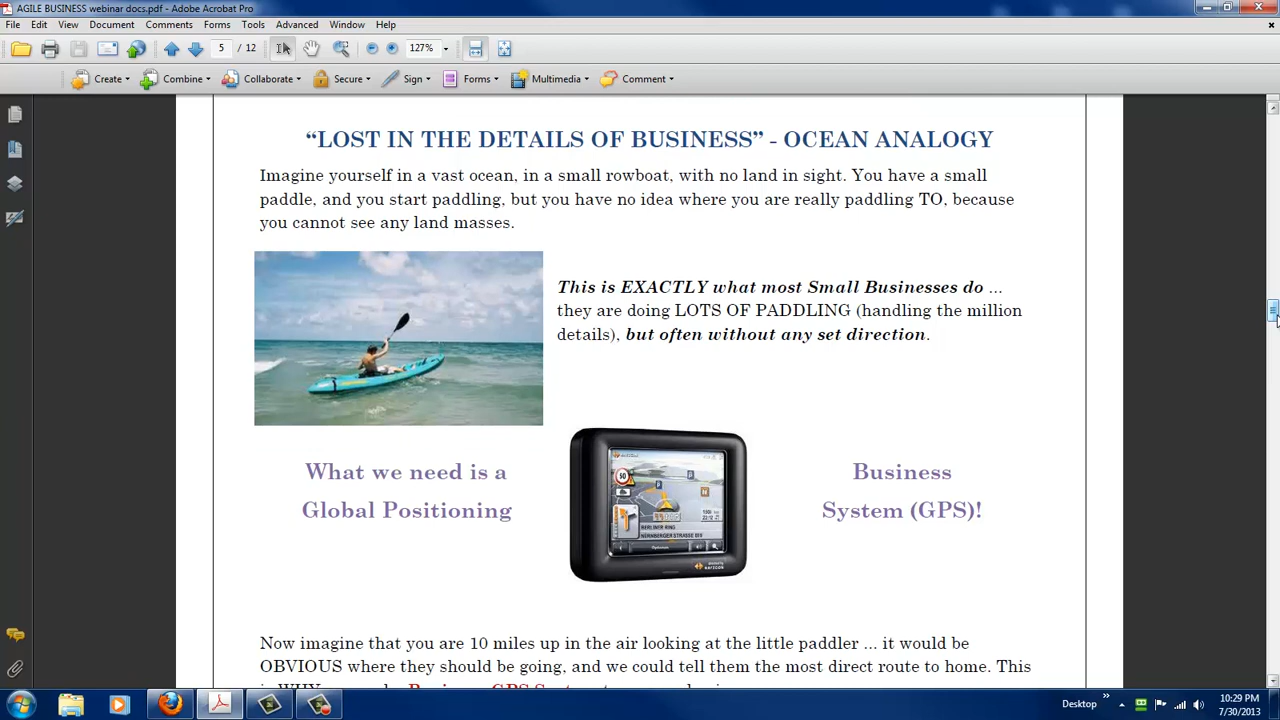 AGILE BUSINESS webinar docs.pdf - Adobe Acrobat Pro
File Edit View Document Comments Forms Tools Advanced Window Help
5 / 12 127%
Create Combine Collaborate Secure Sign Forms Multimedia Comment
“LOST IN THE DETAILS OF BUSINESS” - OCEAN ANALOGY
Imagine yourself in a vast ocean, in a small rowboat, with no land in sight. You have a small
paddle, and you start paddling, but you have no idea where you are really paddling TO, because
you cannot see any land masses.
This is EXACTLY what most Small Businesses do ...
they are doing LOTS OF PADDLING (handling the million
details), but often without any set direction.
What we need is a Business
Global Positioning System (GPS)!
50
BERLINER RING
Now imagine that you are 10 miles up in the air looking at the little paddler ... it would be
OBVIOUS where they should be going, and we could tell them the most direct route to home. This
Desktop
10:29 PM
7/30/2013